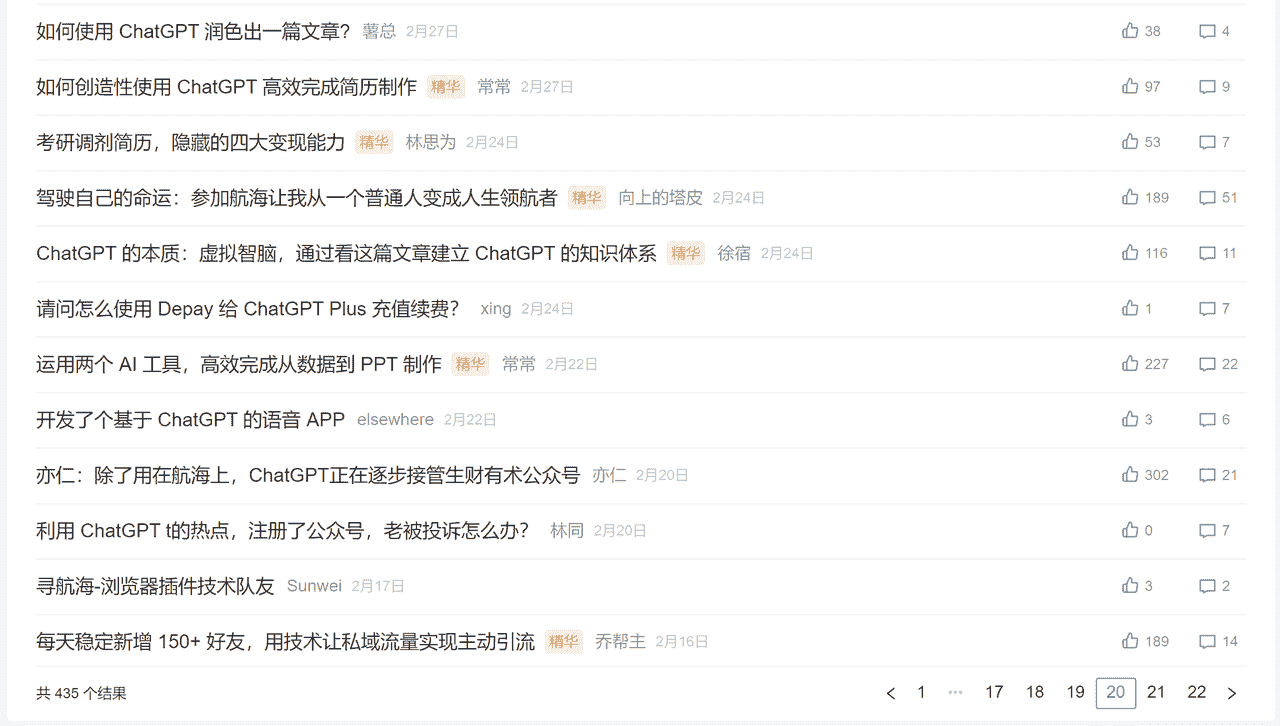 如何使用 ChatGPT 润色出一篇文章? 薯总 2月27日 38 4
如何创造性使用 ChatGPT 高效完成简历制作 精华 常常 2月27日 97 9
考研调剂简历，隐藏的四大变现能力 精华 林思为 2月24日 53 7
驾驶自己的命运：参加航海让我从一个普通人变成人生领航者 精华 向上的塔皮 2月24日 189 51
ChatGPT 的本质：虚拟智脑，通过看这篇文章建立 ChatGPT 的知识体系 精华 徐宿 2月24日 116 11
请问怎么使用 Depay 给 ChatGPT Plus 充值续费? xing 2月24日 1 7
运用两个 AI 工具，高效完成从数据到 PPT 制作 精华 常常 2月22日 227 22
开发了个基于 ChatGPT 的语音 APP elsewhere 2月22日 3 6
亦仁：除了用在航海上，ChatGPT正在逐步接管生财有术公众号 亦仁 2月20日 302 21
利用 ChatGPT t的热点，注册了公众号，老被投诉怎么办? 林同 2月20日 0 7
寻航海-浏览器插件技术队友 Sunwei 2月17日 3 2
每天稳定新增 150+ 好友，用技术让私域流量实现主动引流 精华 乔帮主 2月16日 189 14
共 435 个结果 < 1 ••• 17 18 19 20 21 22 >